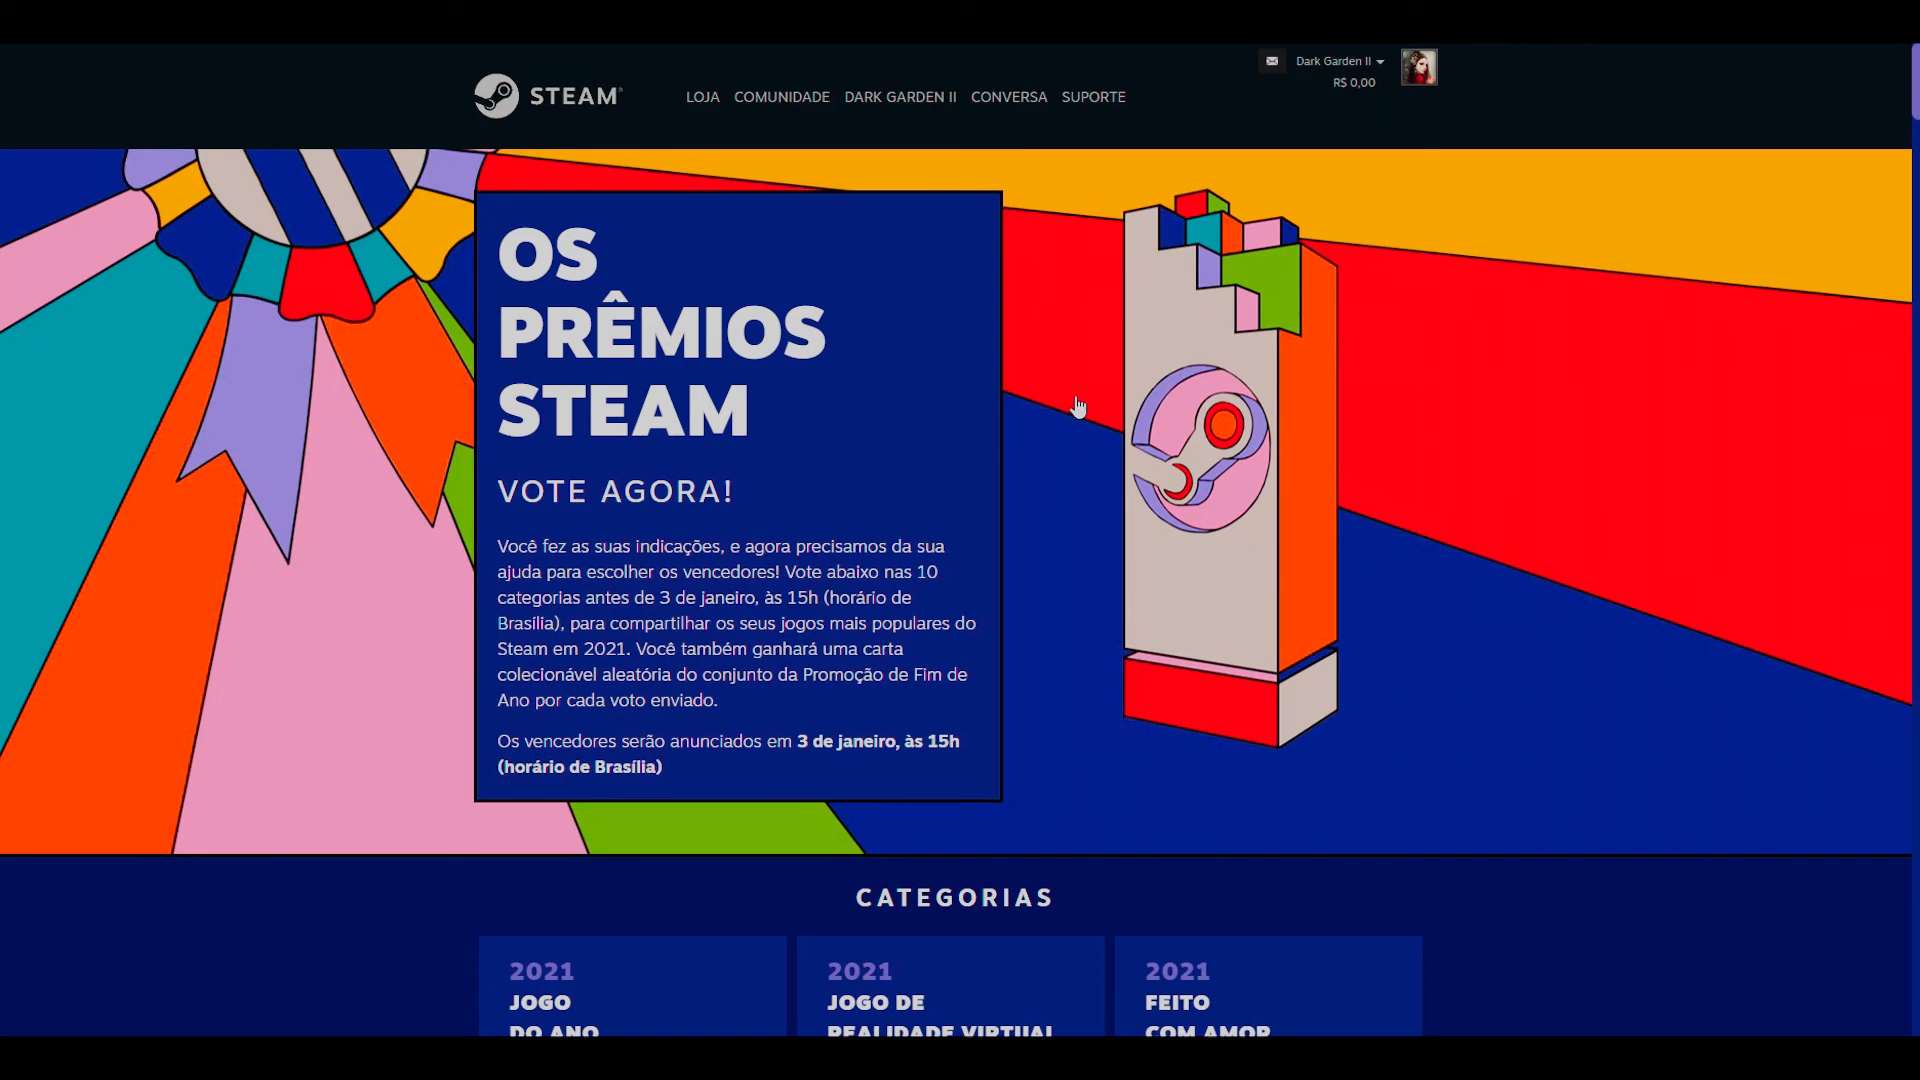 Dark Garden II
R$ 0,00
STEAM
LOJA COMUNIDADE DARK GARDEN II CONVERSA SUPORTE
OS
PRÊMIOS
STEAM
VOTE AGORA!
Você fez as suas indicações, e agora precisamos da sua
ajuda para escolher os vencedores! Vote abaixo nas 10
categorias antes de 3 de janeiro, às 15h (horário de
Brasília), para compartilhar os seus jogos mais populares do
Steam em 2021. Você também ganhará uma carta
colecionável aleatória do conjunto da Promoção de Fim de
Ano por cada voto enviado.
Os vencedores serão anunciados em 3 de janeiro, às 15h
(horário de Brasília)
CATEGORIAS
2021
JOGO
DO ANO
2021
JOGO DE
REALIDADE VIRTUAL
2021
FEITO
COM AMOR